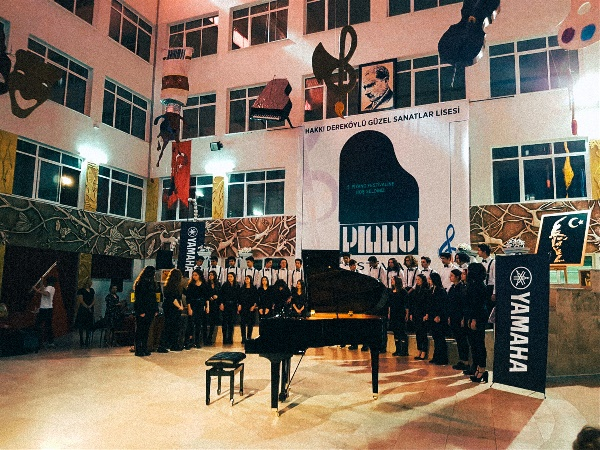 HAKKI DEREKÖYLÜ GÜZEL SANATLAR LİSESİ
PIANO
YAMAHA
YAMAHA